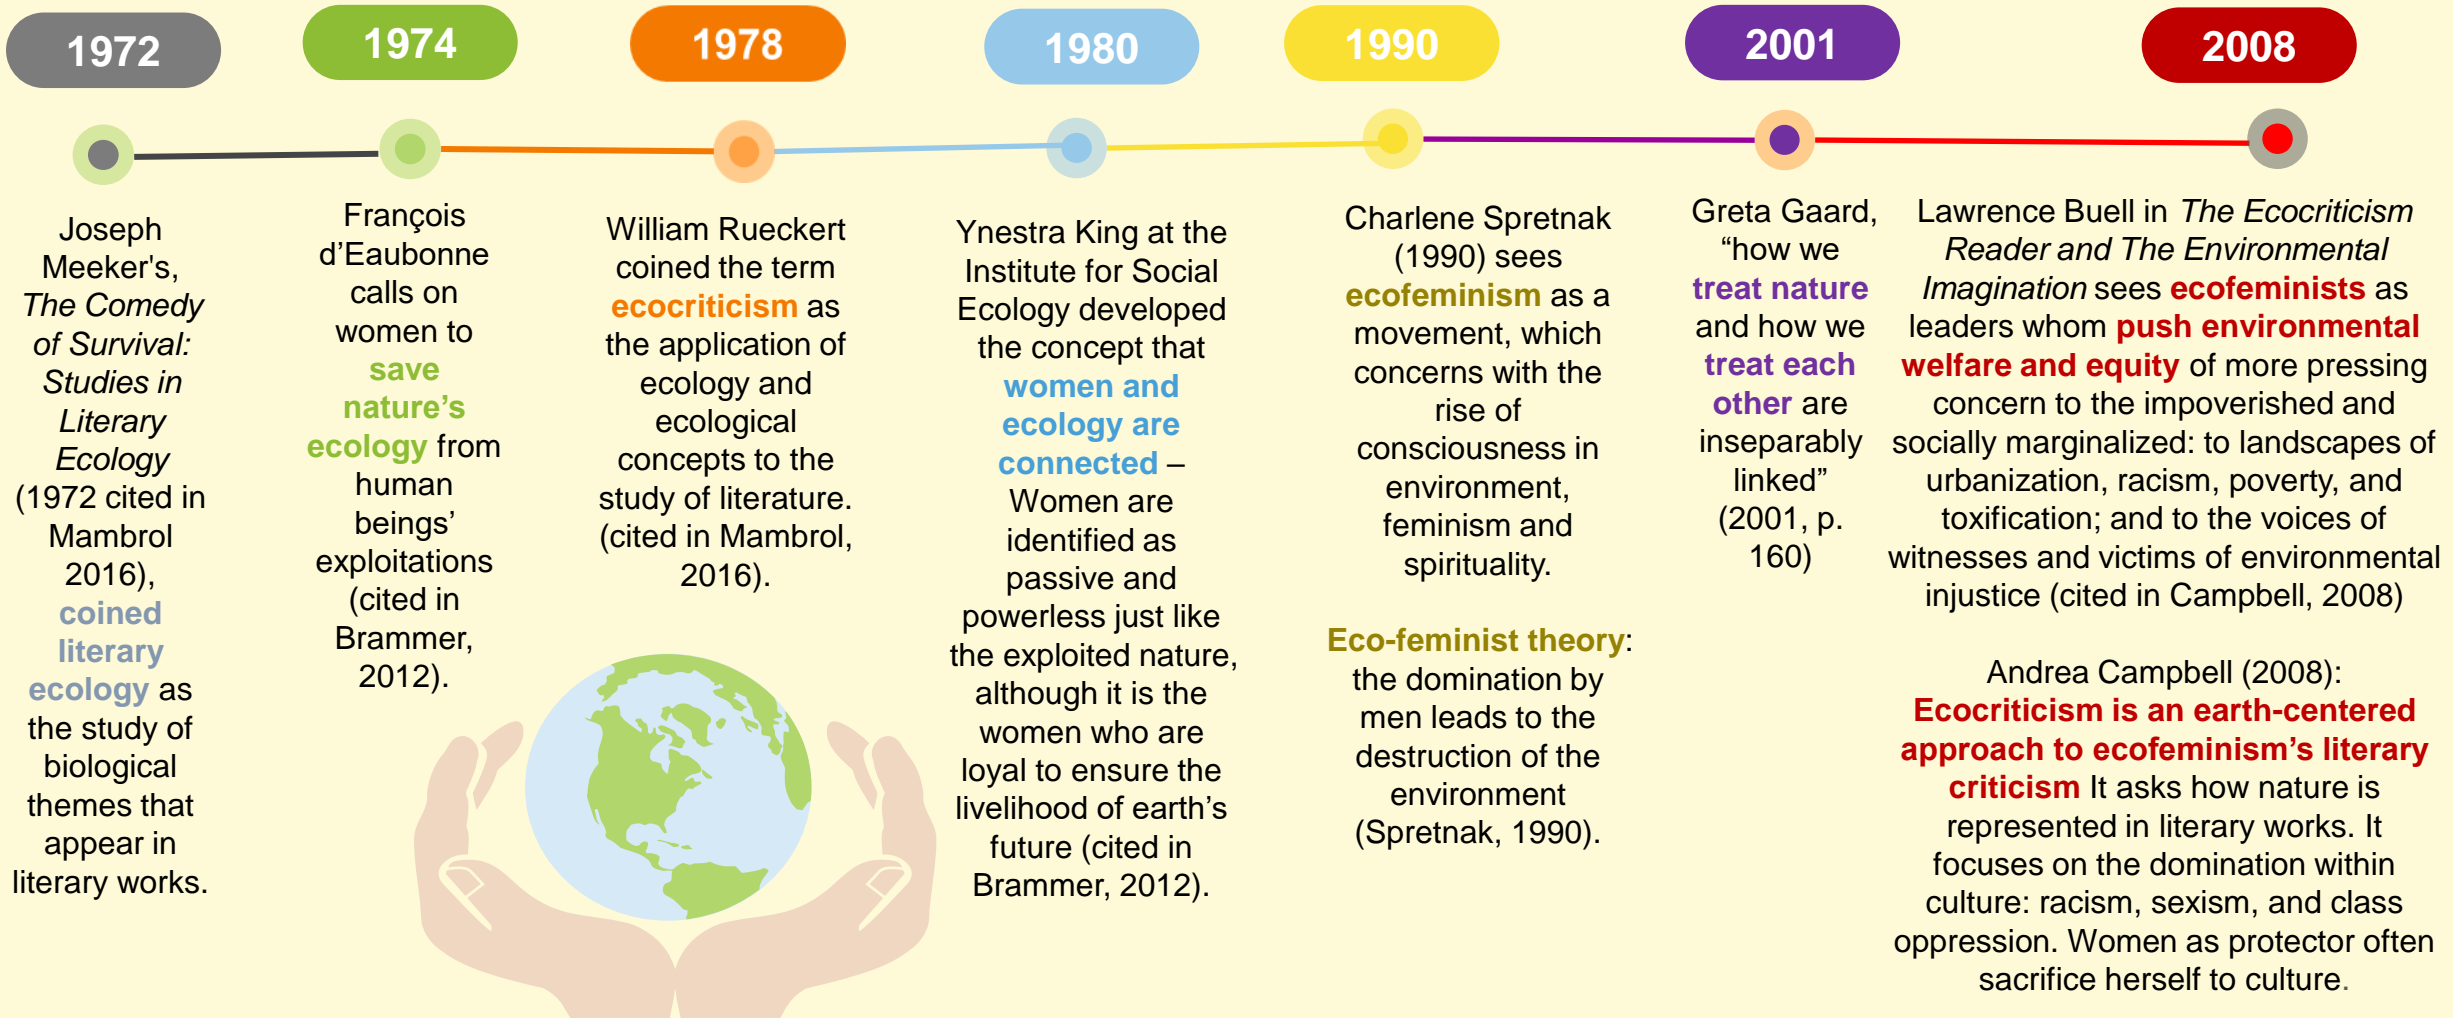 1972
Joseph
Meeker's,
The Comedy
of Survival:
Studies in
Literary
Ecology
(1972 cited in
Mambrol
2016),
coined
literary
ecology as
the study of
biological
themes that
appear in
literary works.
1974
François
d’Eaubonne
calls on
women to
save
nature’s
ecology from
human
beings’
exploitations
(cited in
Brammer,
2012).
1978
William Rueckert
coined the term
ecocriticism as
the application of
ecology and
ecological
concepts to the
study of literature.
(cited in Mambrol,
2016).
1980
Ynestra King at the
Institute for Social
Ecology developed
the concept that
women and
ecology are
connected –
Women are
identified as
passive and
powerless just like
the exploited nature,
although it is the
women who are
loyal to ensure the
livelihood of earth’s
future (cited in
Brammer, 2012).
1990
Charlene Spretnak
(1990) sees
ecofeminism as a
movement, which
concerns with the
rise of
consciousness in
environment,
feminism and
spirituality.
Eco-feminist theory:
the domination by
men leads to the
destruction of the
environment
(Spretnak, 1990).
2001
Greta Gaard,
“how we
treat nature
and how we
treat each
other are
inseparably
linked”
(2001, p.
160)
2008
Lawrence Buell in The Ecocriticism
Reader and The Environmental
Imagination sees ecofeminists as
leaders whom push environmental
welfare and equity of more pressing
concern to the impoverished and
socially marginalized: to landscapes of
urbanization, racism, poverty, and
toxification; and to the voices of
witnesses and victims of environmental
injustice (cited in Campbell, 2008)
Andrea Campbell (2008):
Ecocriticism is an earth-centered
approach to ecofeminism’s literary
criticism It asks how nature is
represented in literary works. It
focuses on the domination within
culture: racism, sexism, and class
oppression. Women as protector often
sacrifice herself to culture.